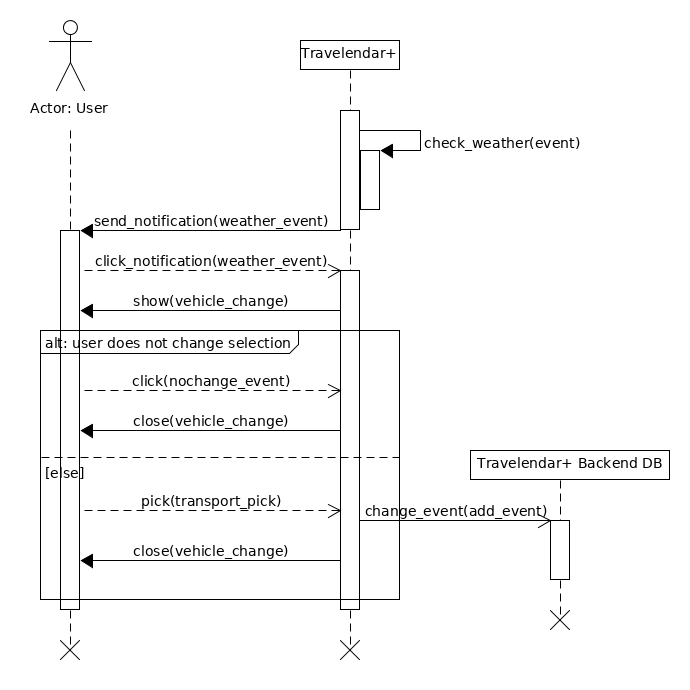 Travelendar+
Actor: User
check_weather(event)
send_notification(weather_event)
click_notification(weather_event)
show(vehicle_change)
alt: user does not change selection
click(nochange_event)
close(vehicle_change)
[else]
Travelendar+ Backend DB
pick(transport_pick)
change_event(add_event)
close(vehicle_change)